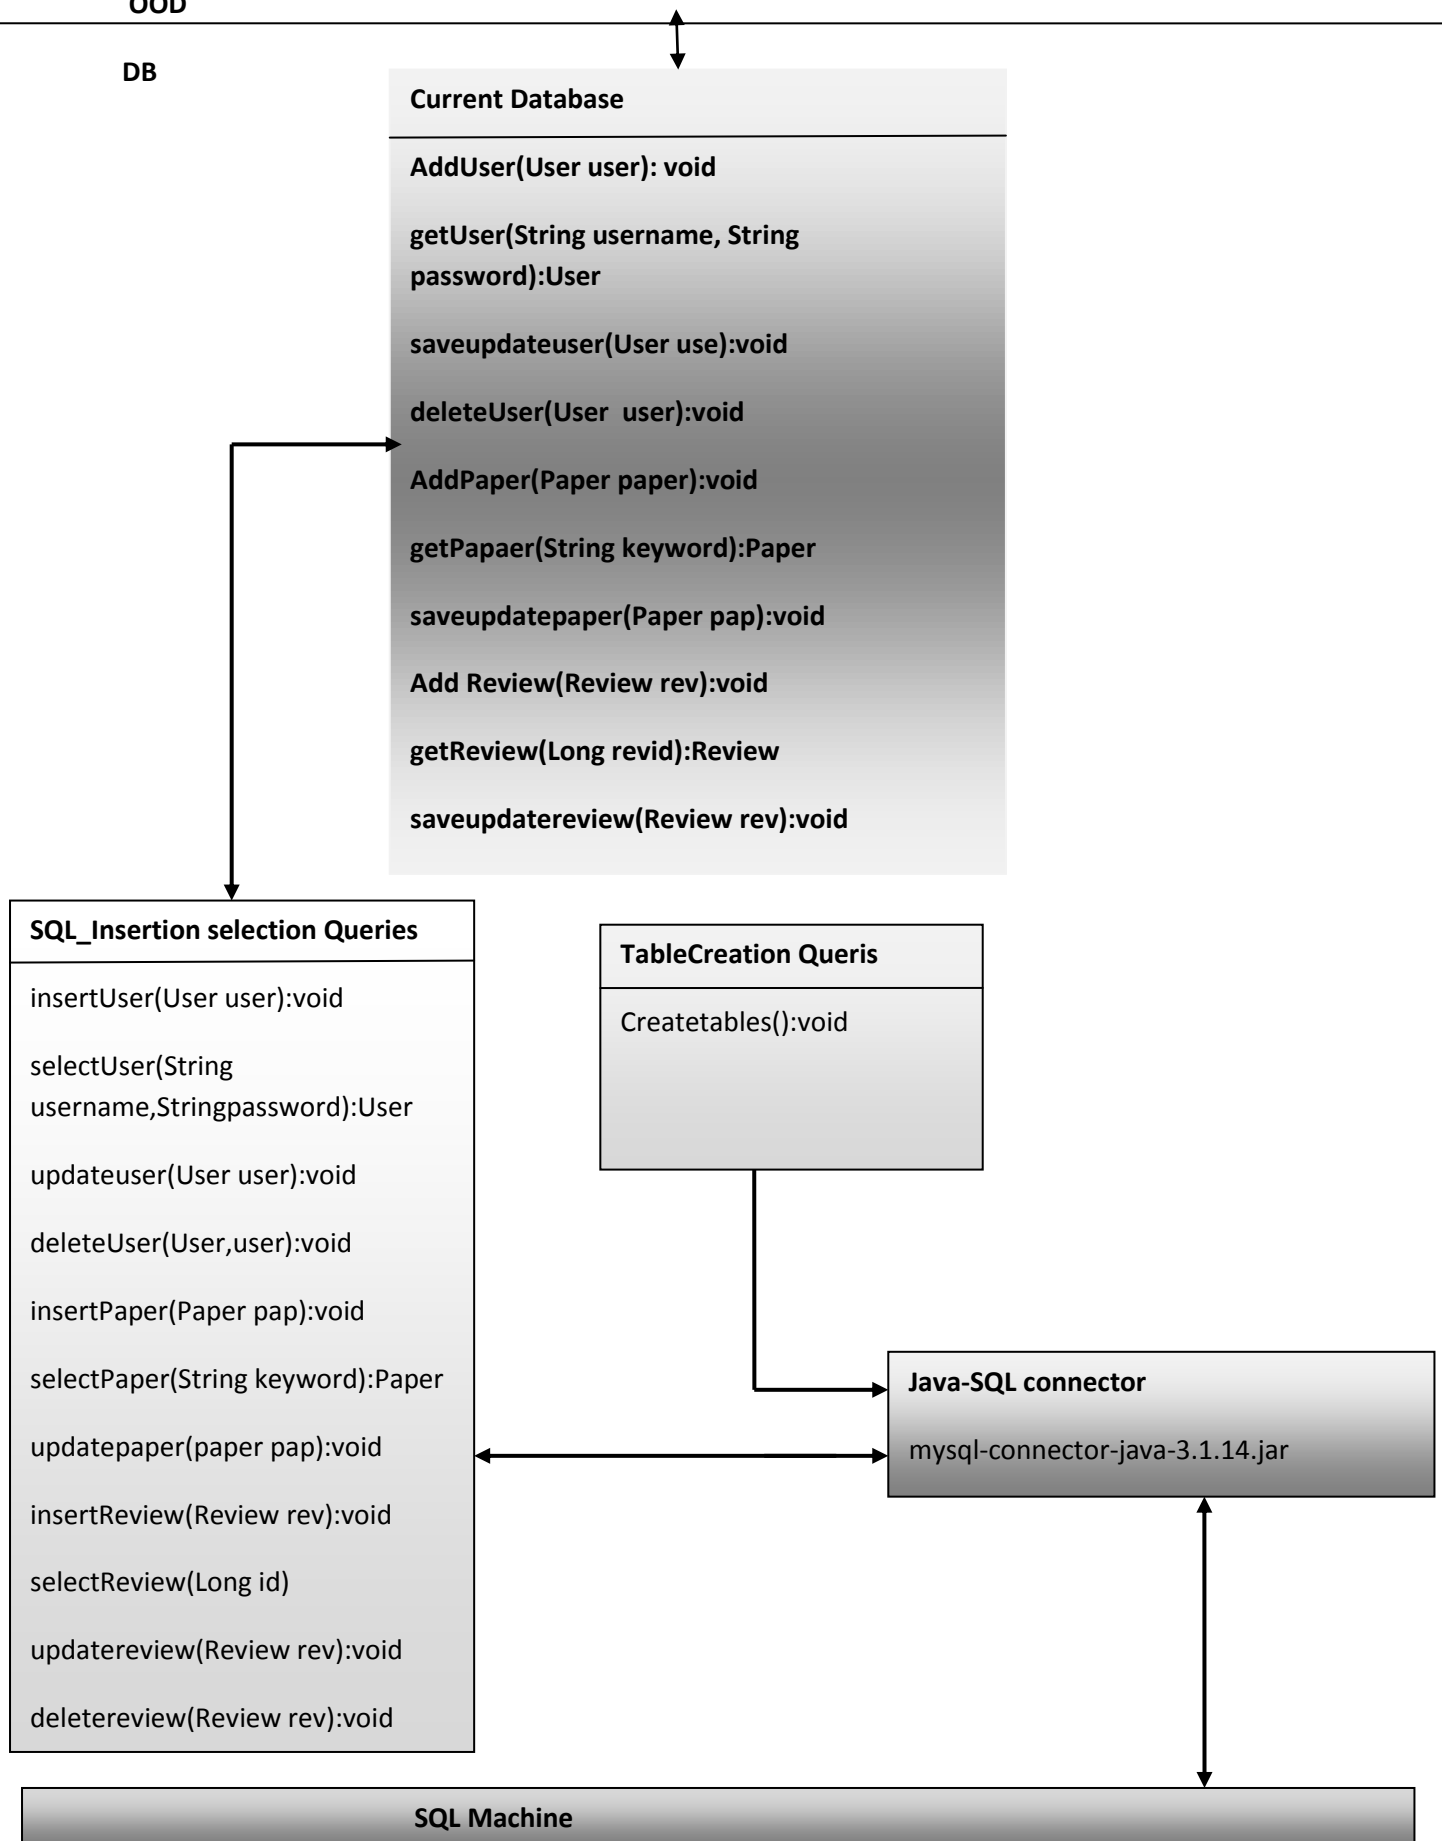 OOD
DB
Current Database
AddUser(User user): void
getUser(String username, String
password):User
saveupdateuser(User use):void
deleteUser(User  user):void
AddPaper(Paper paper):void
getPapaer(String keyword):Paper
saveupdatepaper(Paper pap):void
Add Review(Review rev):void
getReview(Long revid):Review
saveupdatereview(Review rev):void
SQL_Insertion selection Queries
insertUser(User user):void
selectUser(String
username,Stringpassword):User
updateuser(User user):void
deleteUser(User,user):void
insertPaper(Paper pap):void
selectPaper(String keyword):Paper
updatepaper(paper pap):void
insertReview(Review rev):void
selectReview(Long id)
updatereview(Review rev):void
deletereview(Review rev):void
TableCreation Queris
Createtables():void
Java-SQL connector
mysql-connector-java-3.1.14.jar
SQL Machine